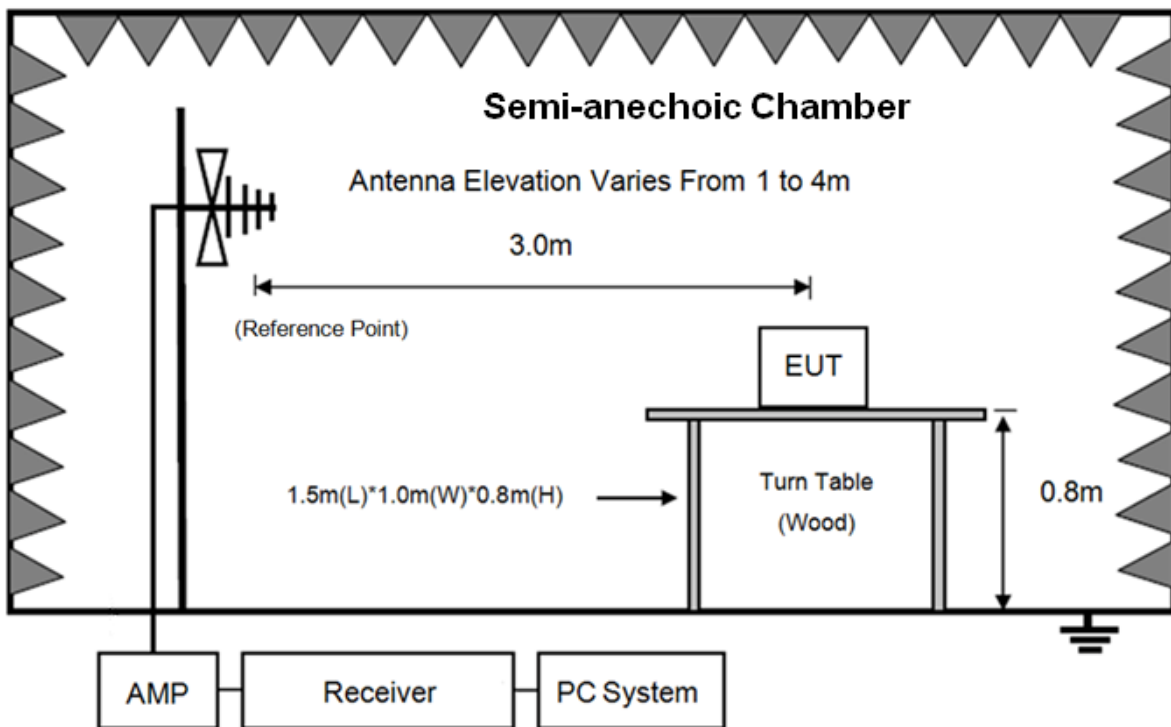 Semi-anechoic Chamber
Antenna Elevation Varies From 1 to 4m
3.0m
(Reference Point)
EUT
1.5m(L)*1.0m(W)*0.8m(H)
Turn Table
(Wood)
0.8m
AMP
Receiver
PC System